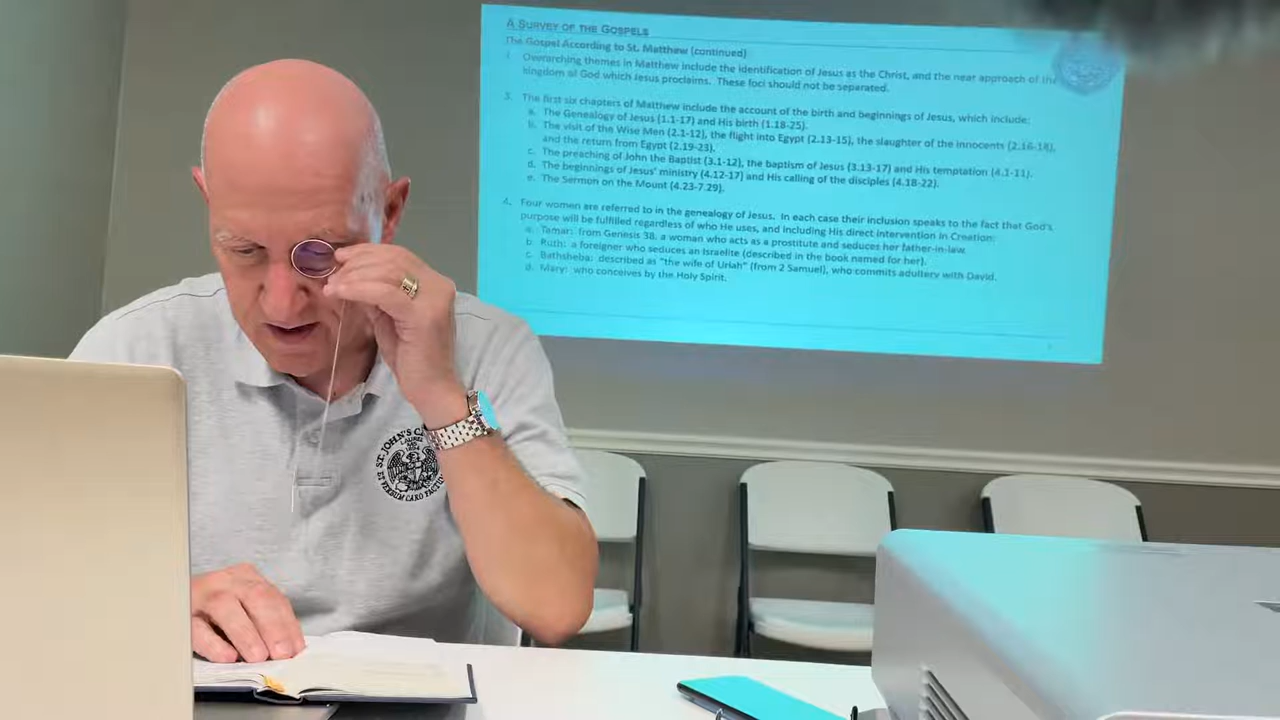 A SURVEY OF THE GOSPELS
The Gospel According to St. Matthew (continued)
Overarching themes in Matthew include the identification of Jesus as the Christ, and the near approach of the
kingdom of God which Jesus proclaims. These foci should not be separated.
3. The first six chapters of Matthew include the account of the birth and beginnings of Jesus, which include:
a. The Genealogy of Jesus (1.1-17) and His birth (1.18-25).
b. The visit of the Wise Men (2.1-12), the flight into Egypt (2.13-15), the slaughter of the innocents (2.16-18),
and the return from Egypt (2.19-23).
c. The preaching of John the Baptist (3.1-12), the baptism of Jesus (3.13-17) and His temptation (4.1-11).
d. The beginnings of Jesus' ministry (4.12-17) and His calling of the disciples (4.18-22).
e. The Sermon on the Mount (4.23-7.29).
4. Four women are referred to in the genealogy of Jesus. In each case their inclusion speaks to the fact that God's
purpose will be fulfilled regardless of who He uses, and including His direct intervention in Creation:
a. Tamar: from Genesis 38, a woman who acts as a prostitute and seduces her father-in-law.
b. Ruth: a foreigner who seduces an Israelite (described in the book named for her).
c. Bathsheba: described as "the wife of Uriah" (from 2 Samuel), who commits adultery with David.
d. Mary: who conceives by the Holy Spirit.
ST. JOHN'S
LAUREL
ET VERBUM CARO FACTUM